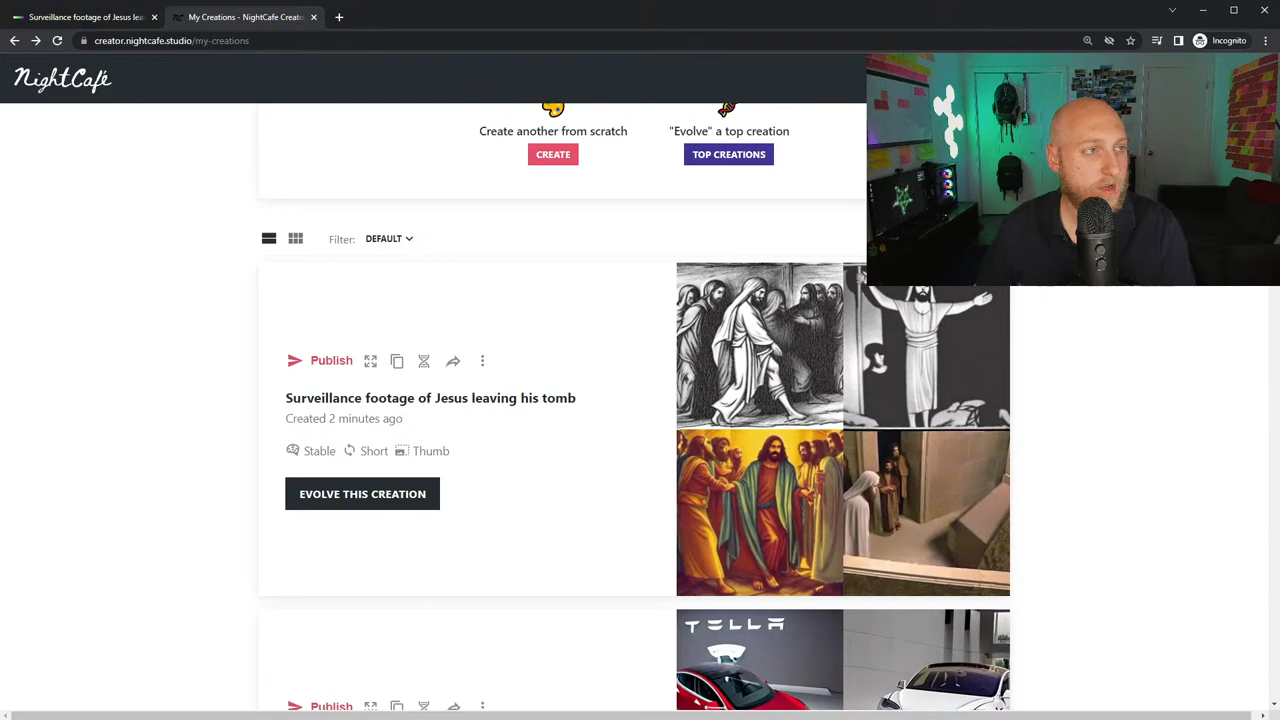 Surveillance footage of Jesus lea
My Creations - NightCafe Creato
creator.nightcafe.studio/my-creations
Incognito
NightCafé
Create another from scratch
"Evolve" a top creation
CREATE
TOP CREATIONS
Filter: DEFAULT
Publish
Surveillance footage of Jesus leaving his tomb
Created 2 minutes ago
Stable Short Thumb
EVOLVE THIS CREATION
TELLA
Publish